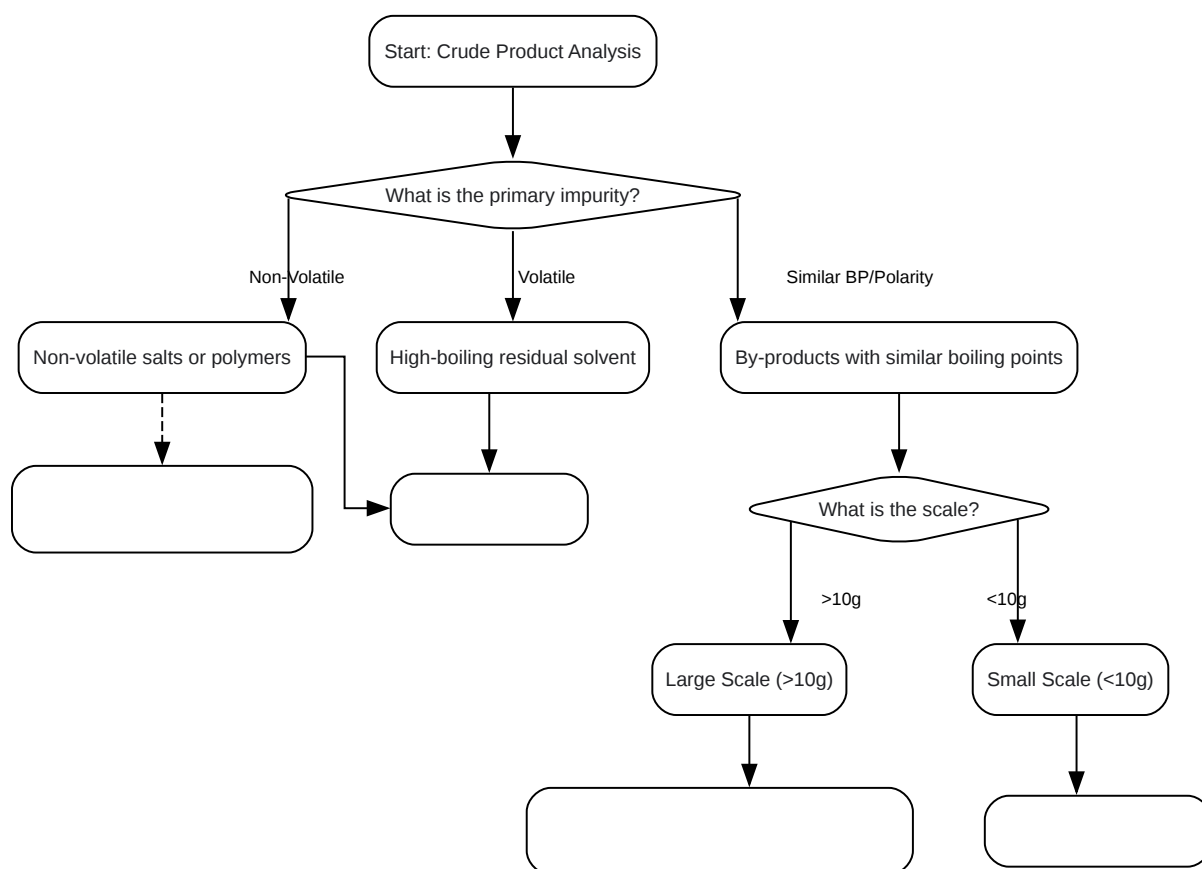 Start: Crude Product Analysis
What is the primary impurity?
Non-Volatile
Volatile
Similar BP/Polarity
Non-volatile salts or polymers
High-boiling residual solvent
By-products with similar boiling points
What is the scale?
>10g
<10g
Large Scale (>10g)
Small Scale (<10g)